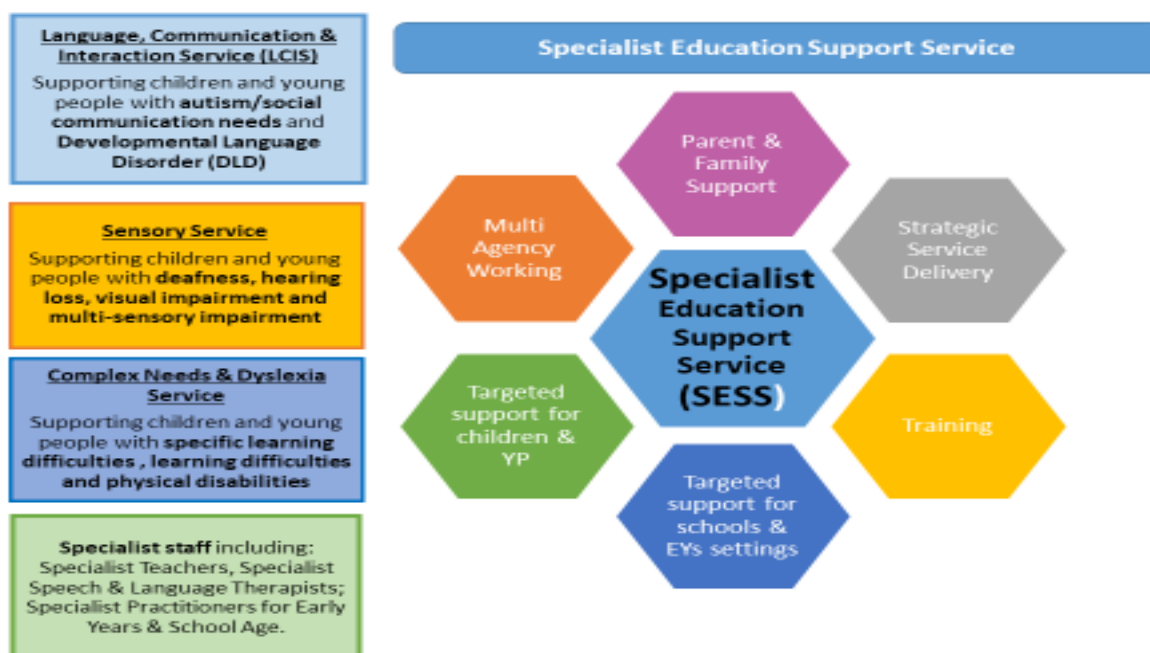 Language, Communication &
Interaction Service (LCIS)
Supporting children and young
people with autism/social
communication needs and
Developmental Language
Disorder (DLD)
Sensory Service
Supporting children and young
people with deafness, hearing
loss, visual impairment and
multi-sensory impairment
Complex Needs & Dyslexia
Service
Supporting children and young
people with specific learning
difficulties , learning difficulties
and physical disabilities
Specialist staff including:
Specialist Teachers, Specialist
Speech & Language Therapists;
Specialist Practitioners for Early
Years & School Age.
Specialist Education Support Service
Parent &
Family
Support
Multi
Agency
Working
Strategic
Service
Delivery
Specialist
Education
Support
Service
(SESS)
Targeted
support for
children &
YP
Training
Targeted
support for
schools &
EYs settings